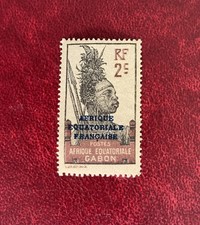 RF
2c
AFRIQUE
EQUATORIALE
FRANÇAISE
POSTES
AFRIQUE EQUATORIALE
GABON